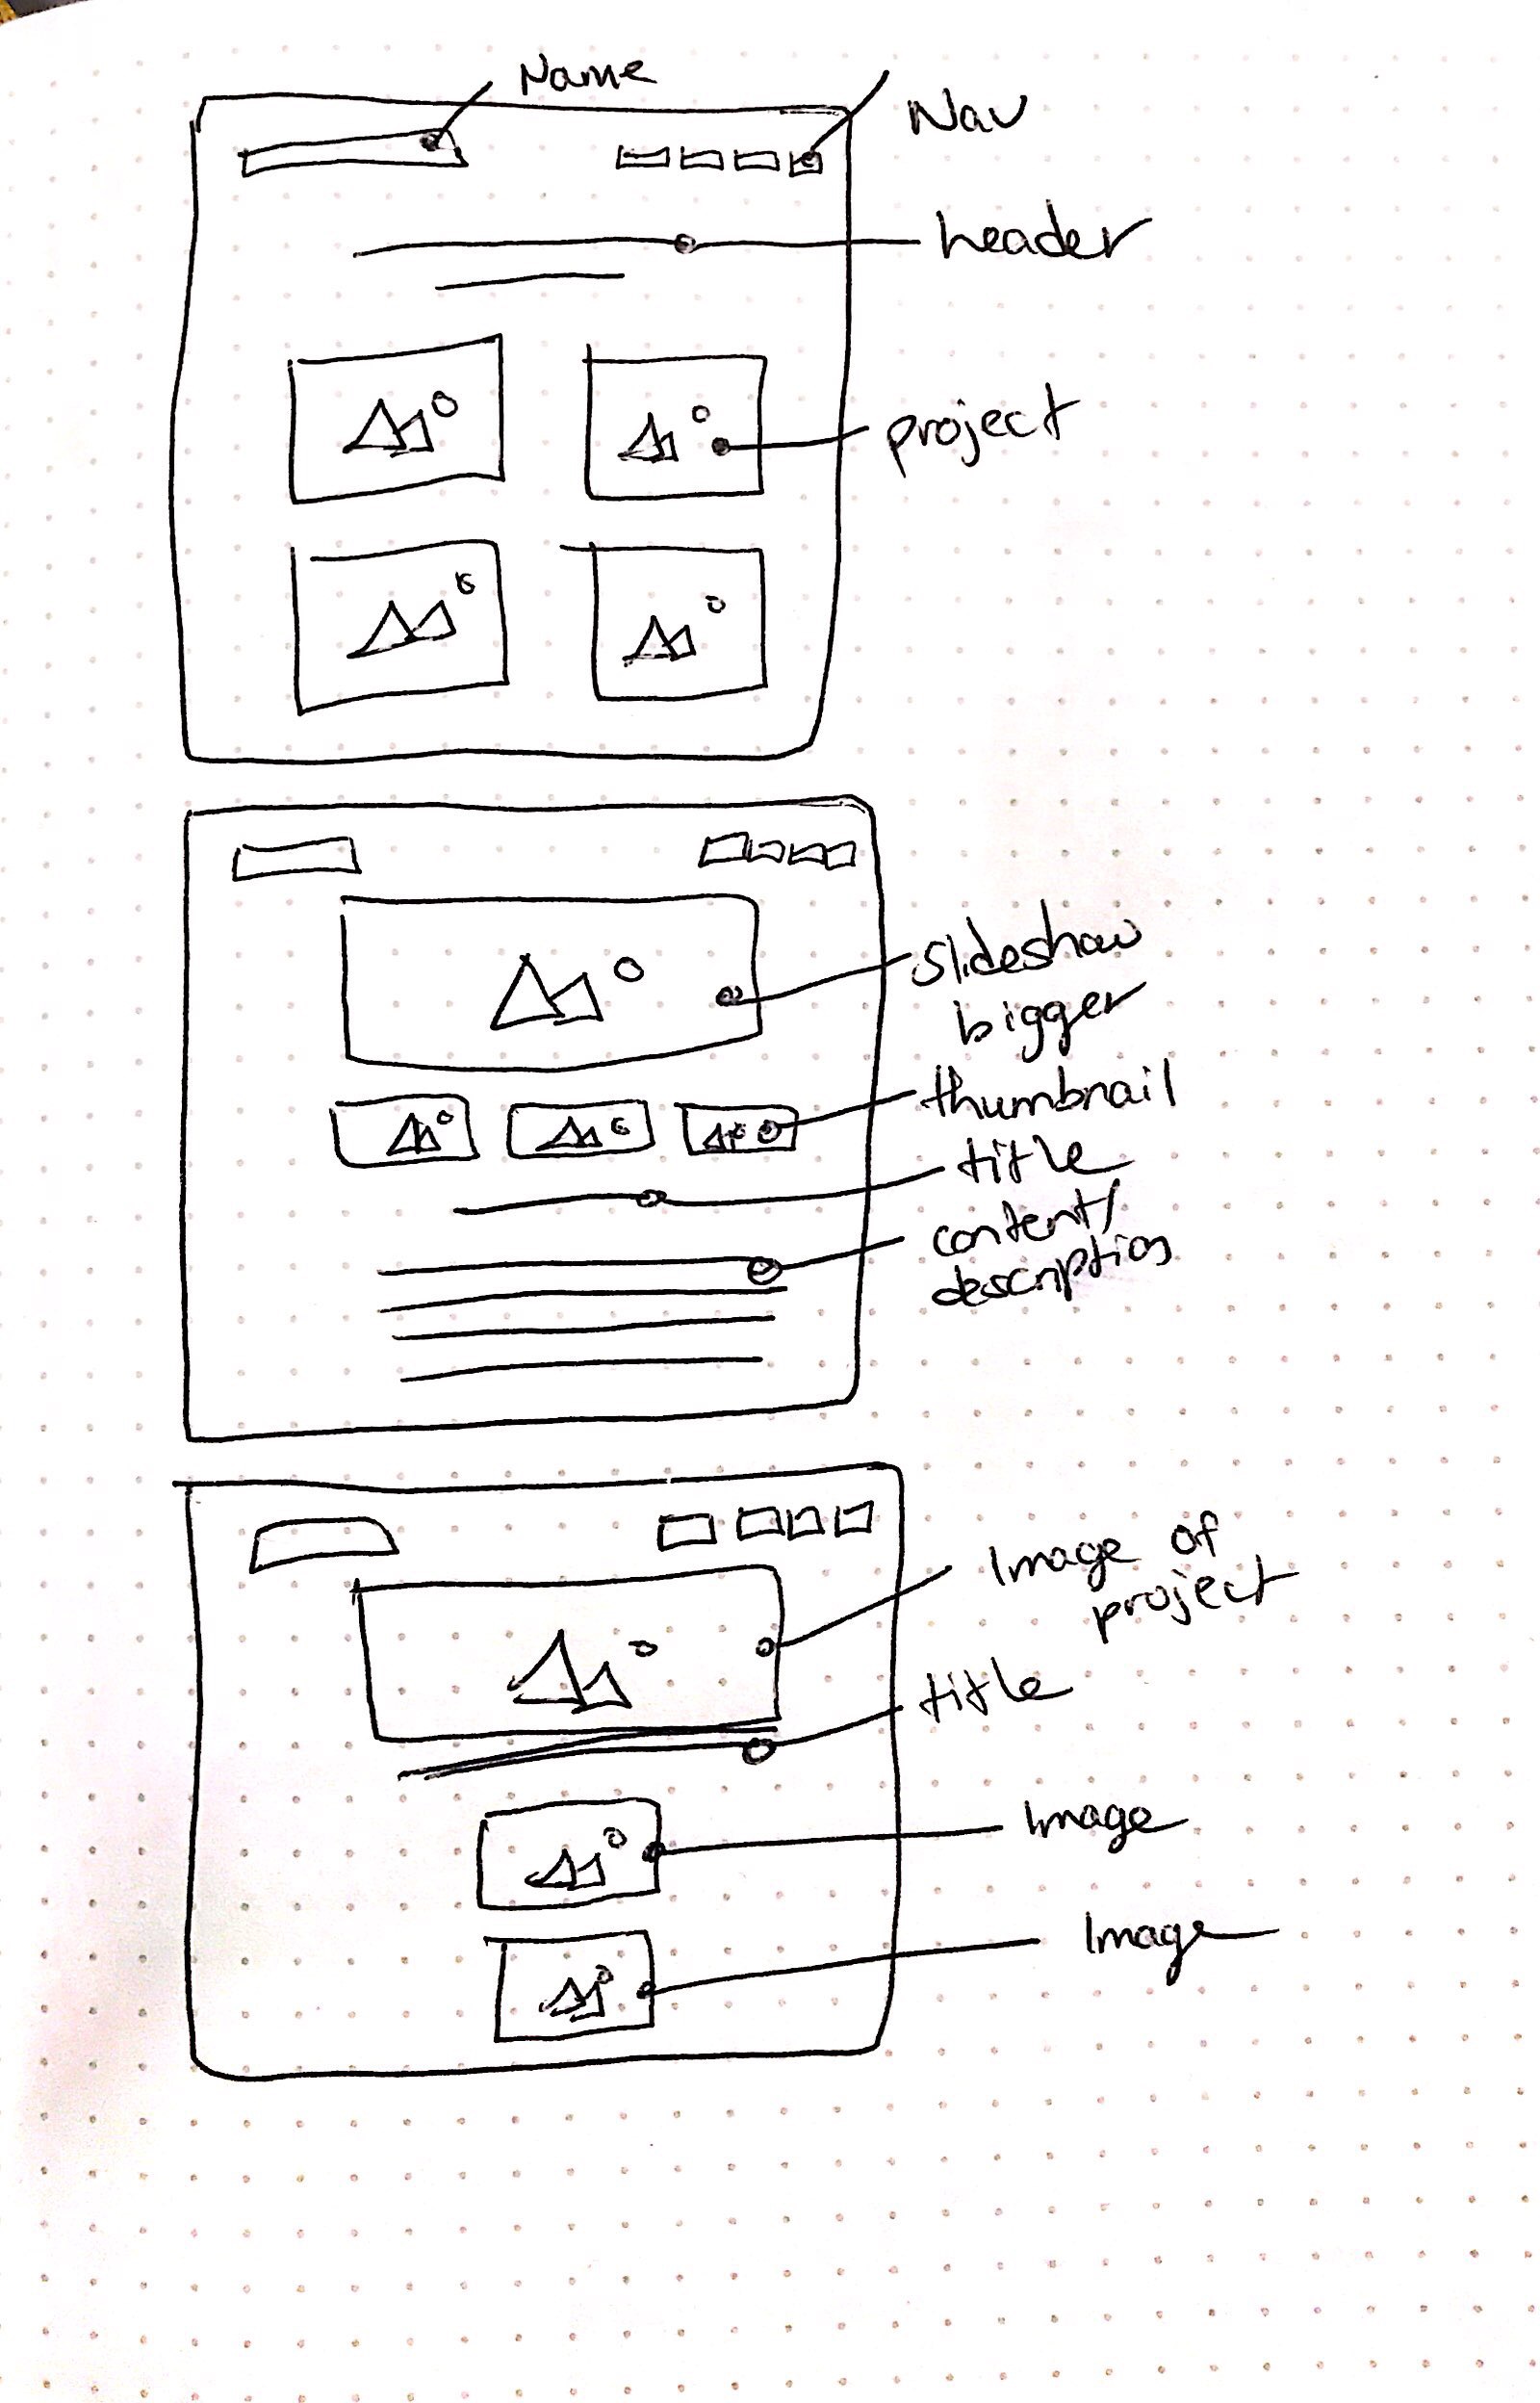 Name
Nav
header
project
slideshow
bigger
thumbnail
title
content/
description
Image of
project
title
Image
Image